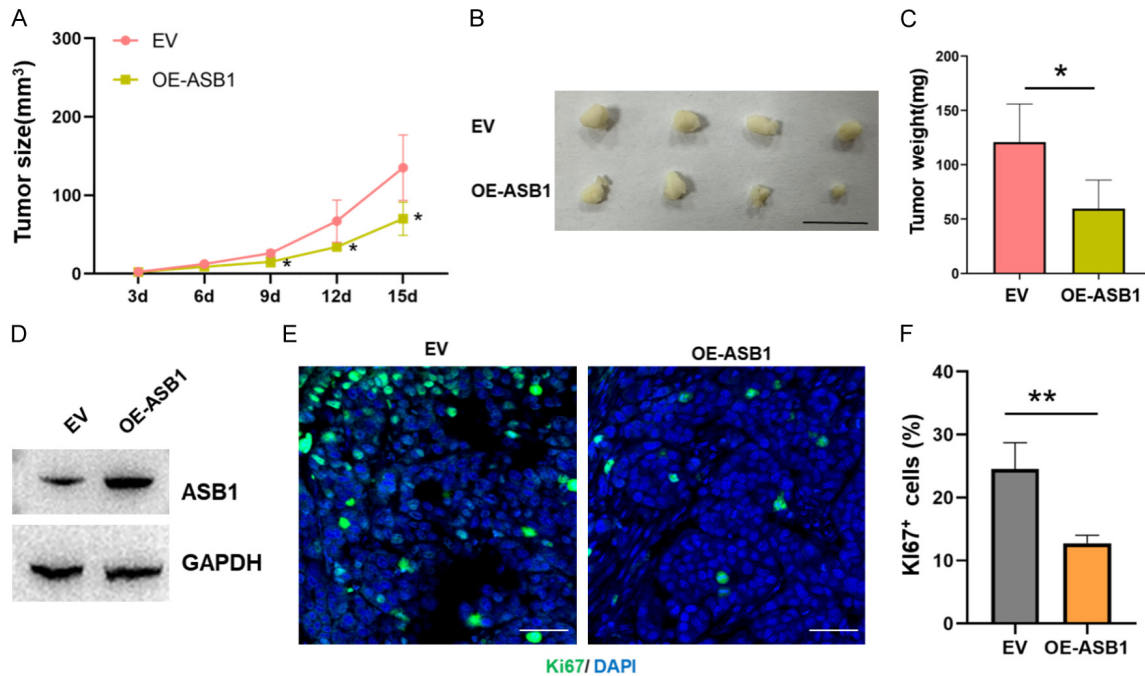 A
Tumor size(mm³)
300
200
100
0
EV
OE-ASB1
*
*
*
3d 6d 9d 12d 15d
B
EV
OE-ASB1
C
Tumor weight(mg)
200
150
100
50
0
*
EV OE-ASB1
D
EV OE-ASB1
ASB1
GAPDH
E
EV OE-ASB1
Ki67/ DAPI
F
KI67⁺ cells (%)
40
30
20
10
0
**
EV OE-ASB1